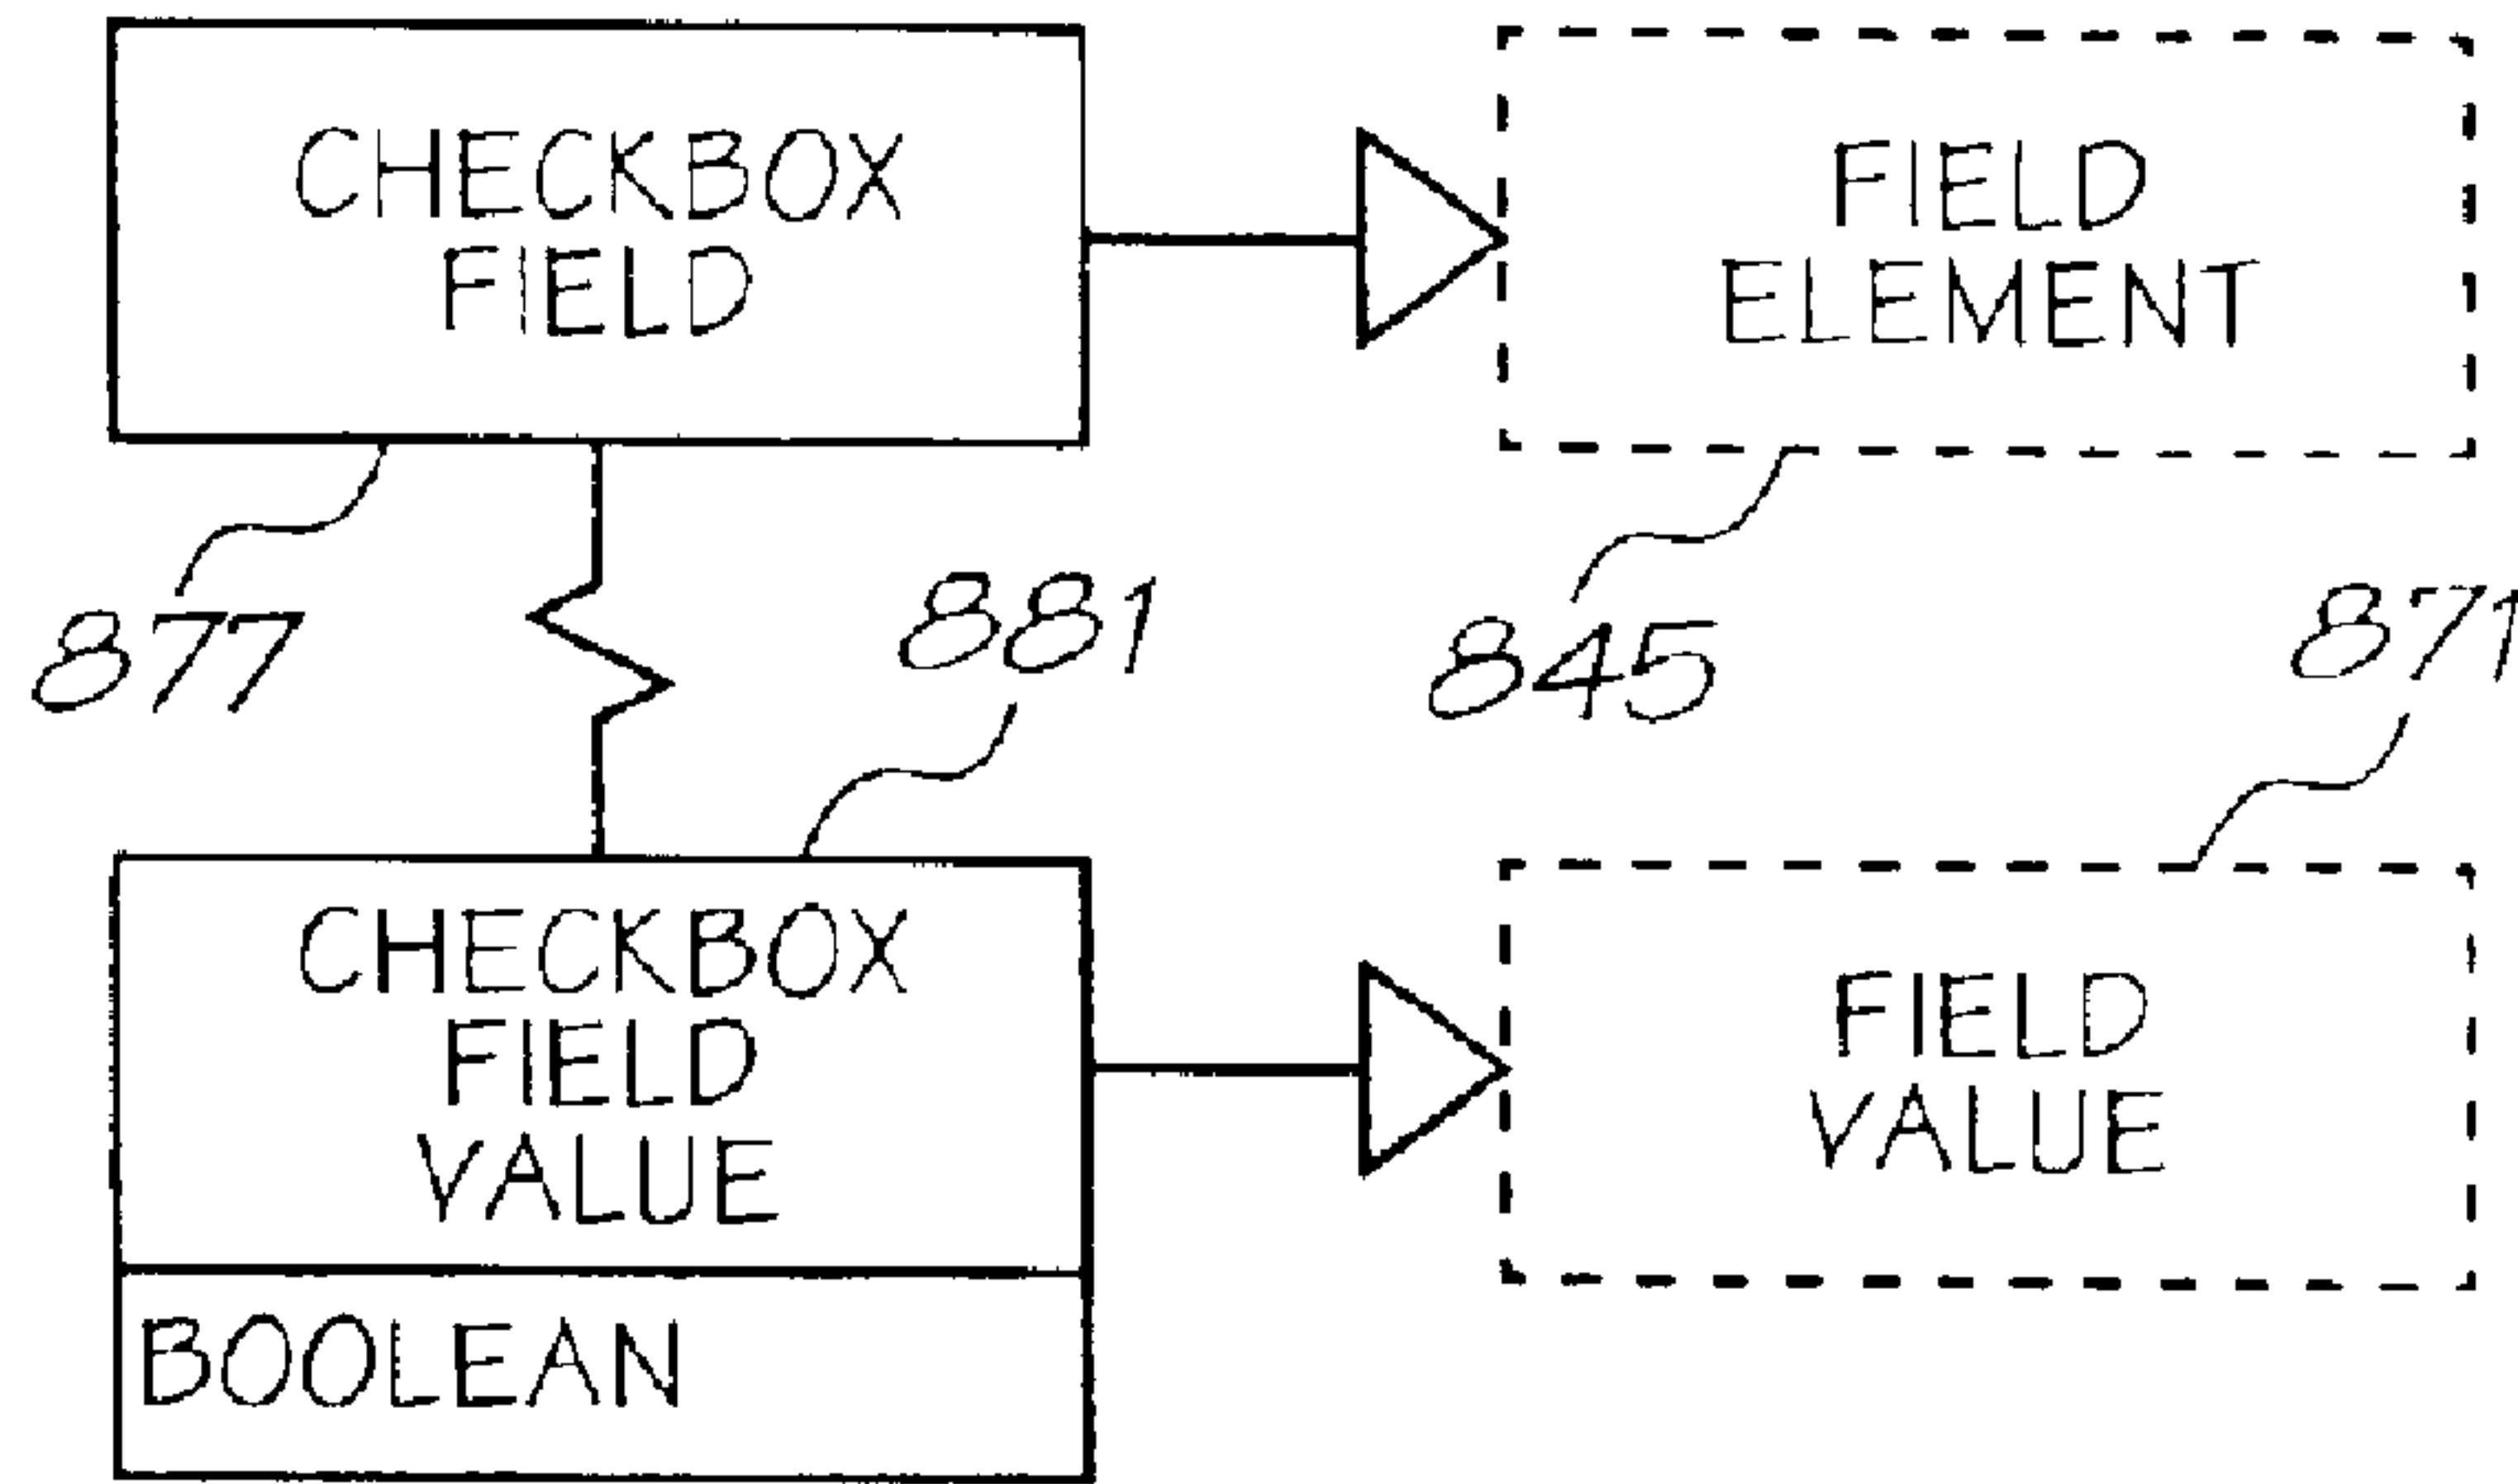 CHECKBOX
FIELD
FIELD
ELEMENT
877
881
845
871
CHECKBOX
FIELD
VALUE
BOOLEAN
FIELD
VALUE